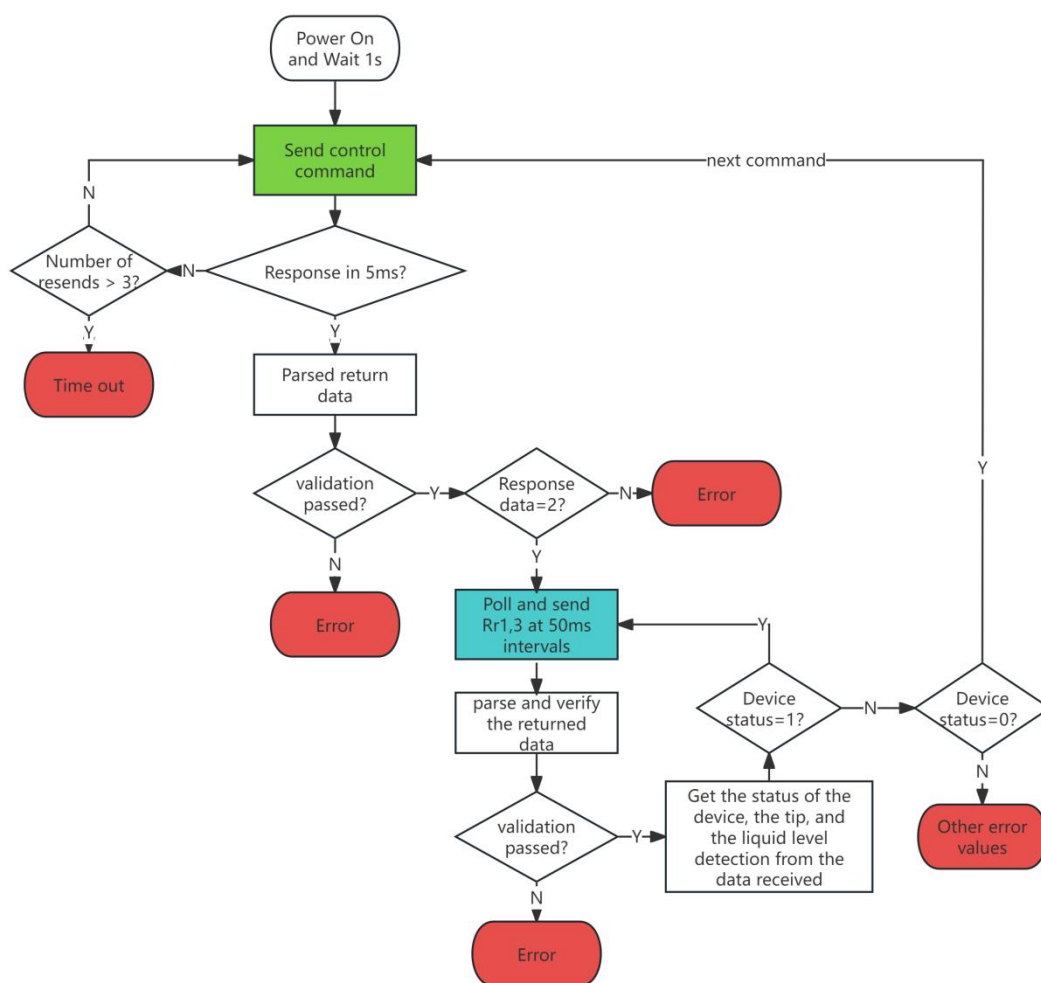 Power On
and Wait 1s
Send control
command
next command
N
Number of
resends > 3?
N
Response in 5ms?
Y
Y
Time out
Parsed return
data
validation
passed?
Y
Response
data=2?
N
Error
Y
N
Y
Error
Poll and send
Rr1,3 at 50ms
intervals
Y
parse and verify
the returned
data
Device
status=1?
N
Device
status=0?
N
validation
passed?
Y
Get the status of the
device, the tip, and
the liquid level
detection from the
data received
Other error
values
N
Error